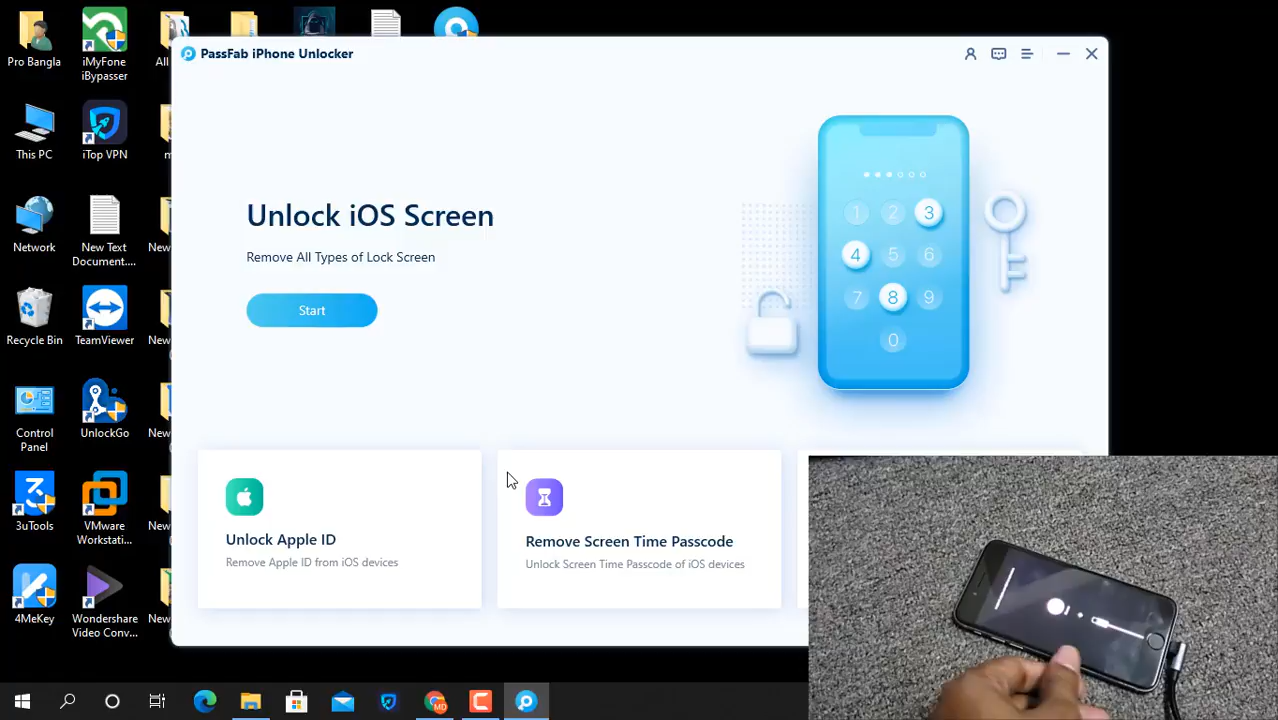 PassFab iPhone Unlocker
Pro Bangla
iMyFone
iBypasser
All
This PC
iTop VPN
Network
New Text
Document....
New
Recycle Bin
TeamViewer
New
Control
Panel
UnlockGo
New
3uTools
VMware
Workstati...
New
4MeKey
Wondershare
Video Conv...
New
Unlock iOS Screen
Remove All Types of Lock Screen
Start
1 2 3
4 5 6
7 8 9
0
Unlock Apple ID
Remove Apple ID from iOS devices
Remove Screen Time Passcode
Unlock Screen Time Passcode of iOS devices
MD